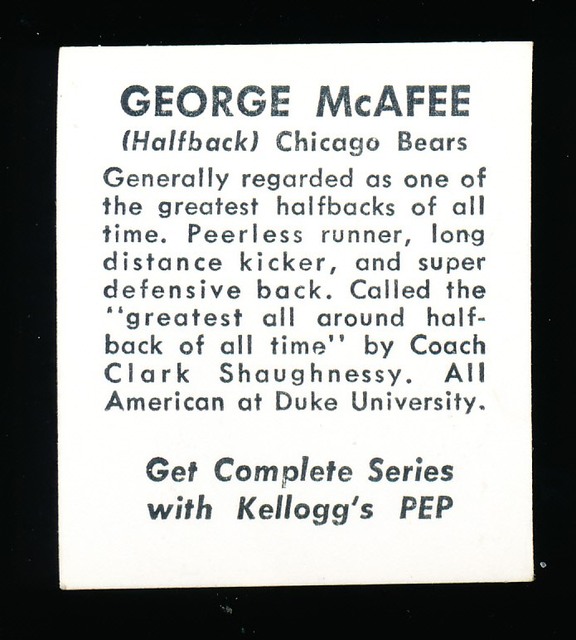 GEORGE McAFEE
(Halfback) Chicago Bears
Generally regarded as one of
the greatest halfbacks of all
time. Peerless runner, long
distance kicker, and super
defensive back. Called the
"greatest all around half-
back of all time" by Coach
Clark Shaughnessy. All
American at Duke University.
Get Complete Series
with Kellogg's PEP